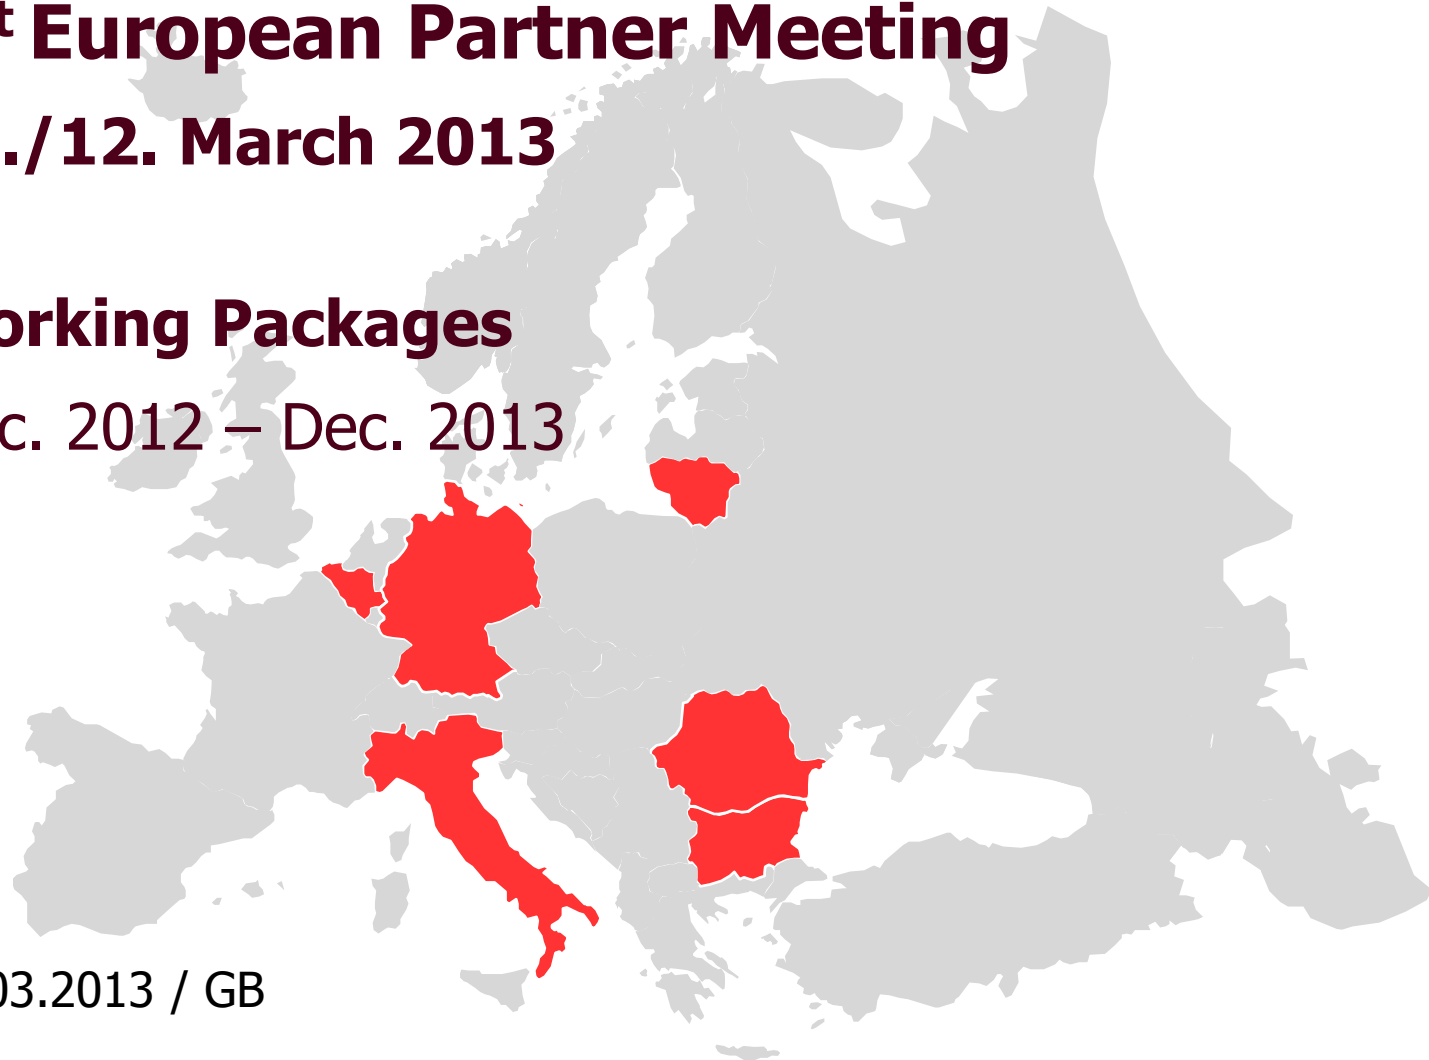 t European Partner Meeting
./12. March 2013
orking Packages
c. 2012 – Dec. 2013
03.2013 / GB